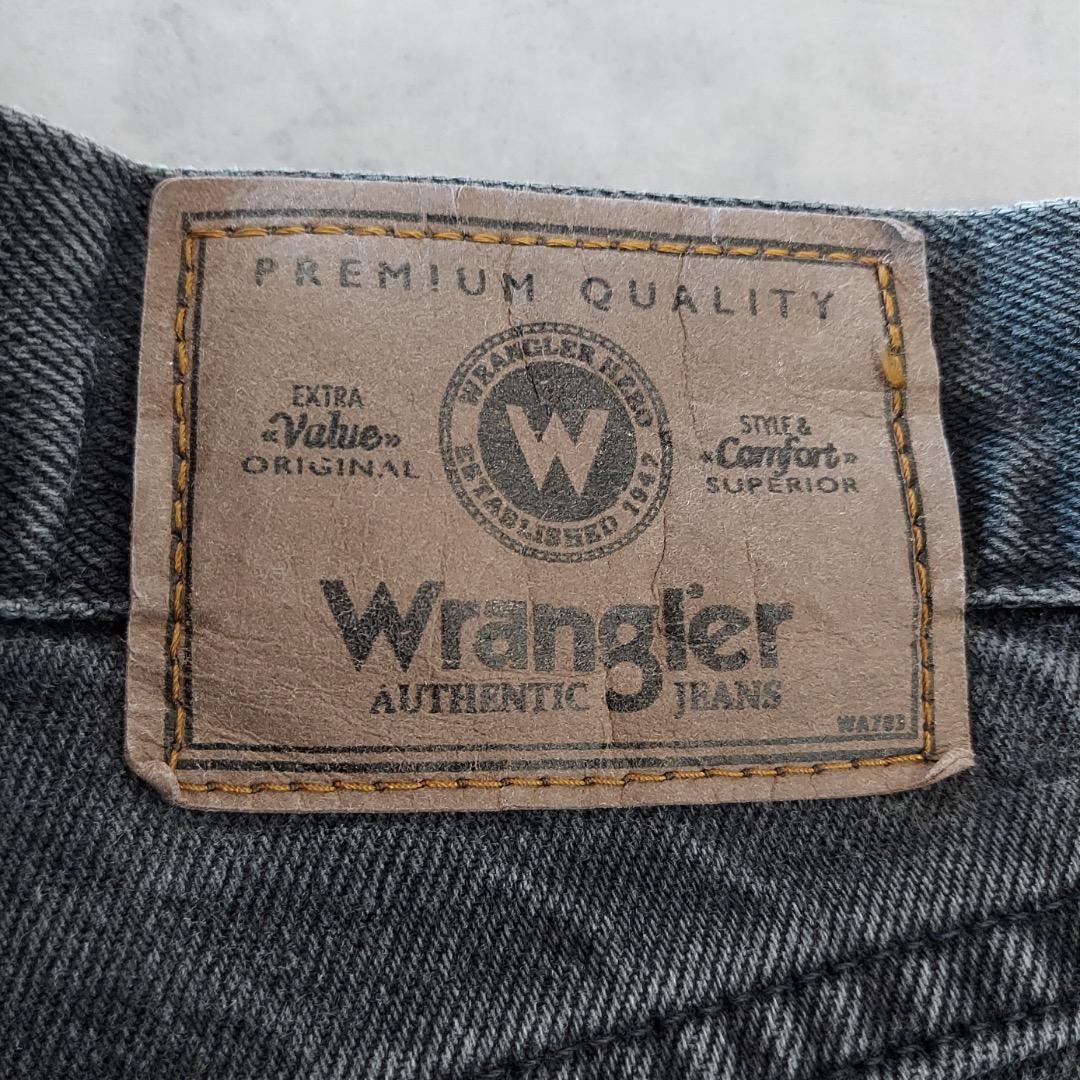 PREMIUM QUALITY
WRANGLER HERO
W
ESTABLISHED 1947
EXTRA
«Value»
ORIGINAL
STYLE &
«Comfort»
SUPERIOR
Wrangler
AUTHENTIC JEANS